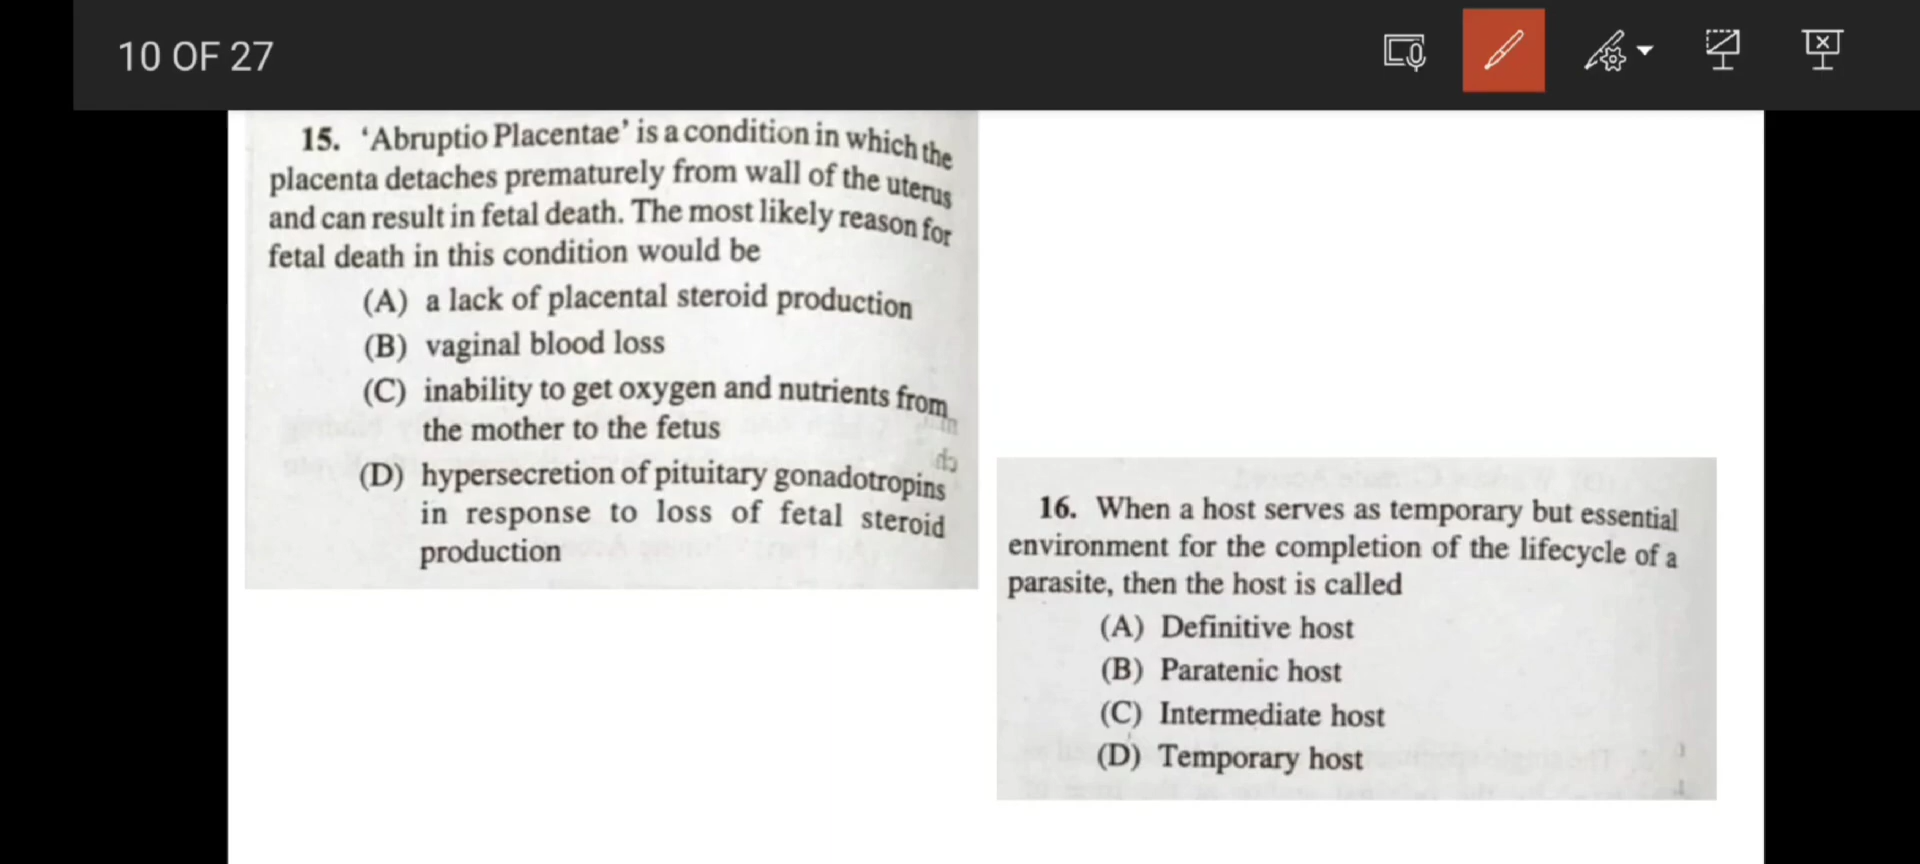 10 OF 27
15. ‘Abruptio Placentae’ is a condition in which the
placenta detaches prematurely from wall of the uterus
and can result in fetal death. The most likely reason for
fetal death in this condition would be
(A) a lack of placental steroid production
(B) vaginal blood loss
(C) inability to get oxygen and nutrients from
the mother to the fetus
(D) hypersecretion of pituitary gonadotropins
in response to loss of fetal steroid
production
16. When a host serves as temporary but essential
environment for the completion of the lifecycle of a
parasite, then the host is called
(A) Definitive host
(B) Paratenic host
(C) Intermediate host
(D) Temporary host